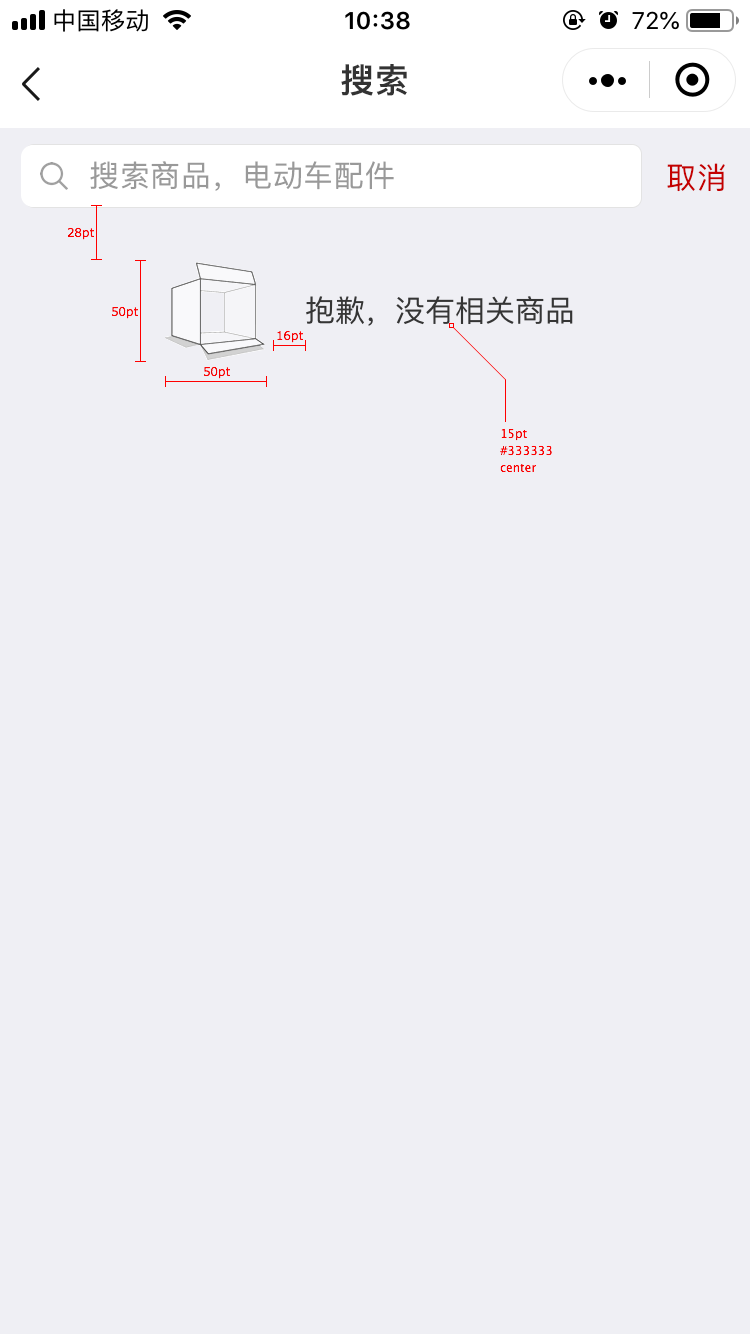 中国移动 10:38 72%
搜索
搜索商品，电动车配件 取消
28pt
50pt
抱歉，没有相关商品
16pt
50pt
15pt
#333333
center